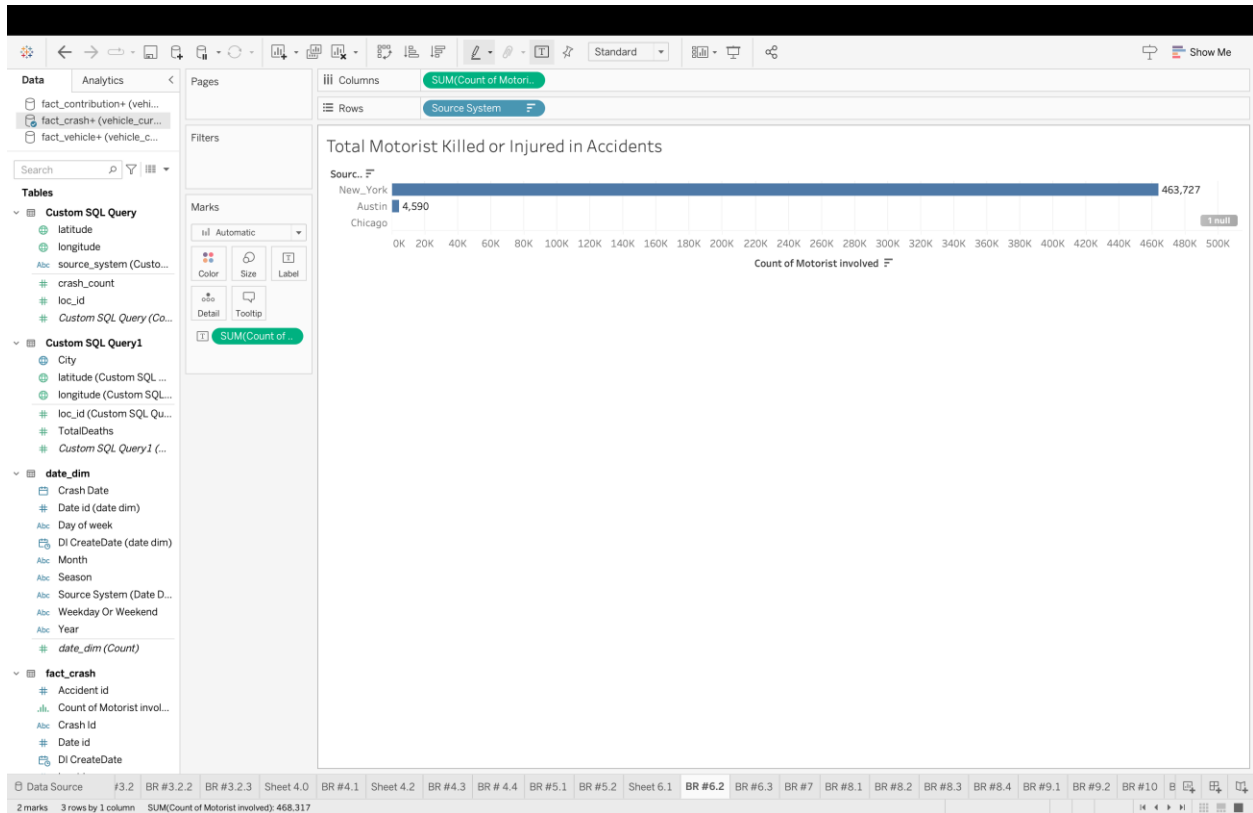 Standard
Show Me
Data
Analytics
Pages
iii Columns
SUM(Count of Motori..
fact_contribution+ (vehi...
fact_crash+ (vehicle_cur...
fact_vehicle+ (vehicle_c...
Rows
Source System
Filters
Search
Tables
Custom SQL Query
latitude
longitude
Abc source_system (Custo...
# crash_count
# loc_id
# Custom SQL Query (Co...
Custom SQL Query1
City
latitude (Custom SQL ...
longitude (Custom SQL...
# loc_id (Custom SQL Qu...
# TotalDeaths
# Custom SQL Query1 (...
date_dim
Crash Date
# Date id (date dim)
Abc Day of week
DI CreateDate (date dim)
Abc Month
Abc Season
Abc Source System (Date D...
Abc Weekday Or Weekend
Abc Year
# date_dim (Count)
fact_crash
# Accident id
Count of Motorist invol...
Abc Crash Id
# Date id
DI CreateDate
Marks
Automatic
Color Size Label
Detail Tooltip
SUM(Count of ..
Total Motorist Killed or Injured in Accidents
Sourc..
New_York 463,727
Austin 4,590
Chicago 1 null
0K 20K 40K 60K 80K 100K 120K 140K 160K 180K 200K 220K 240K 260K 280K 300K 320K 340K 360K 380K 400K 420K 440K 460K 480K 500K
Count of Motorist involved
Data Source #3.2 BR #3.2.2 BR #3.2.3 Sheet 4.0 BR #4.1 Sheet 4.2 BR #4.3 BR # 4.4 BR #5.1 BR #5.2 Sheet 6.1 BR #6.2 BR #6.3 BR #7 BR #8.1 BR #8.2 BR #8.3 BR #8.4 BR #9.1 BR #9.2 BR #10 B
2 marks 3 rows by 1 column SUM(Count of Motorist involved): 468,317